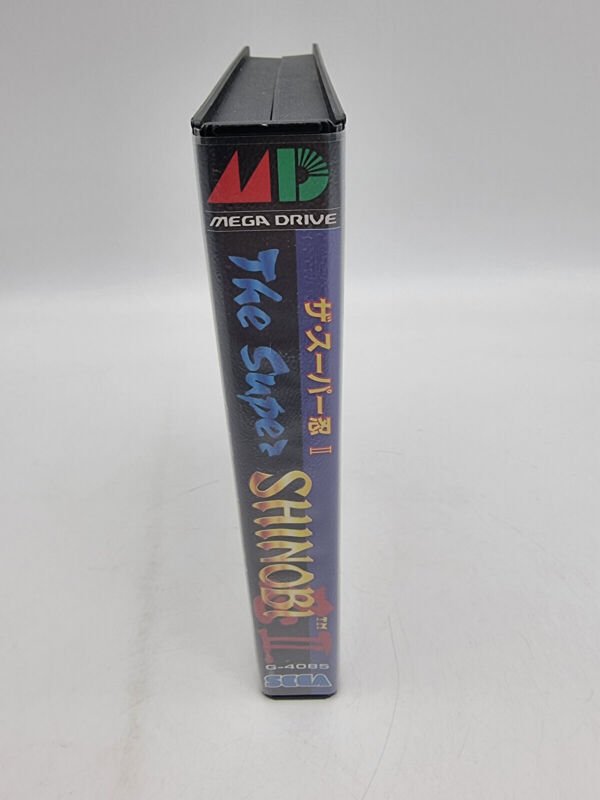 MD
MEGA DRIVE
ザ・スーパー忍 II
The Super
SHINOBI II
TM
G-4085
SEGA